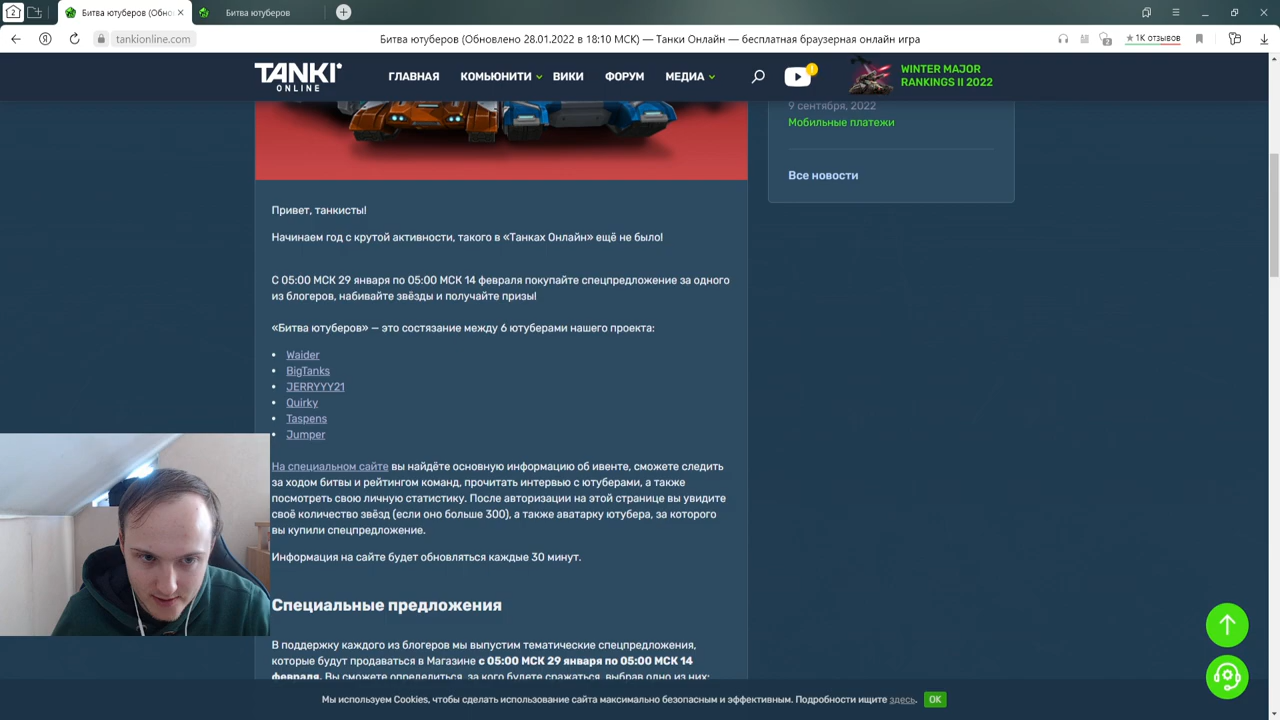 2
Битва ютуберов (Обно
Битва ютуберов
tankionline.com
Битва ютуберов (Обновлено 28.01.2022 в 18:10 МСК) — Танки Онлайн — бесплатная браузерная онлайн игра
1К отзывов
TANKI
ONLINE
ГЛАВНАЯ
КОМЬЮНИТИ
ВИКИ
ФОРУМ
МЕДИА
WINTER MAJOR
RANKINGS II 2022
9 сентября, 2022
Мобильные платежи
Все новости
Привет, танкисты!
Начинаем год с крутой активности, такого в «Танках Онлайн» ещё не было!
С 05:00 МСК 29 января по 05:00 МСК 14 февраля покупайте спецпредложение за одного
из блогеров, набивайте звёзды и получайте призы!
«Битва ютуберов» — это состязание между 6 ютуберами нашего проекта:
• Waider
• BigTanks
• JERRYYY21
• Quirky
• Taspens
• Jumper
На специальном сайте вы найдёте основную информацию об ивенте, сможете следить
за ходом битвы и рейтингом команд, прочитать интервью с ютуберами, а также
посмотреть свою личную статистику. После авторизации на этой странице вы увидите
своё количество звёзд (если оно больше 300), а также аватарку ютубера, за которого
вы купили спецпредложение.
Информация на сайте будет обновляться каждые 30 минут.
Специальные предложения
В поддержку каждого из блогеров мы выпустим тематические спецпредложения,
которые будут продаваться в Магазине с 05:00 МСК 29 января по 05:00 МСК 14
февраля. Вы сможете определиться, за кого будете сражаться, выбрав одно из них:
Мы используем Cookies, чтобы сделать использование сайта максимально безопасным и эффективным. Подробности ищите здесь.
OK